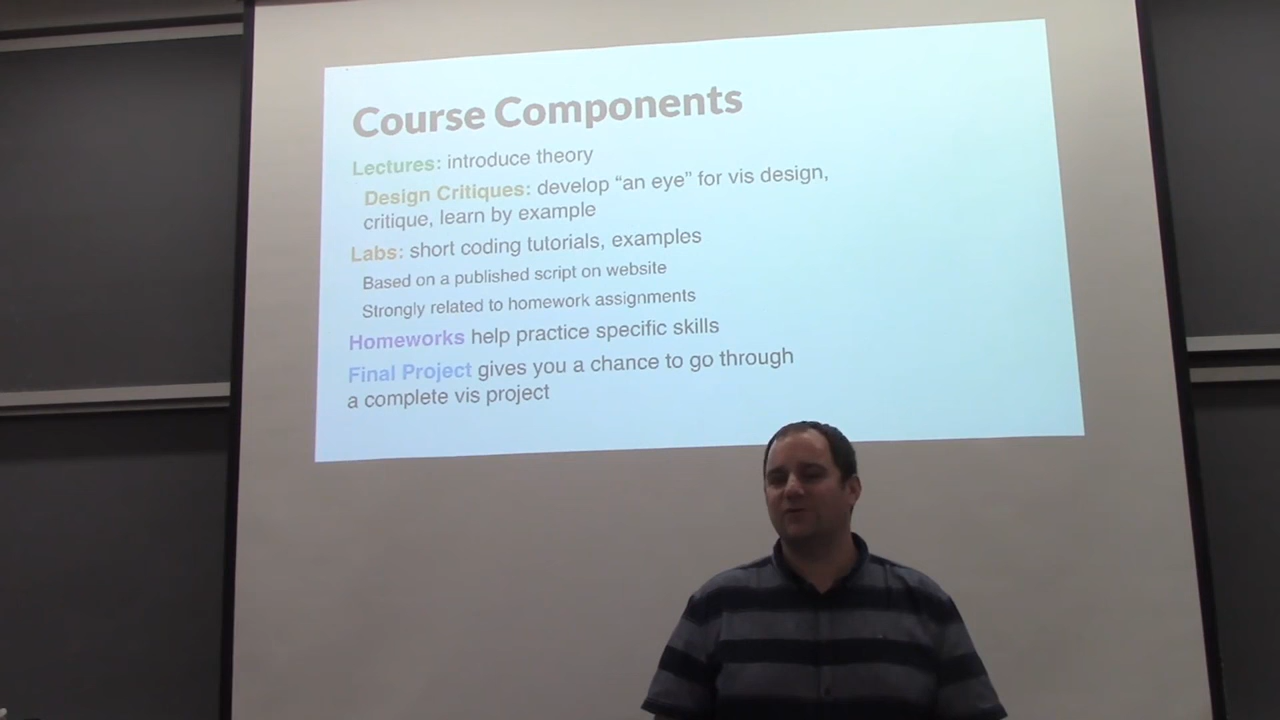 Course Components
Lectures: introduce theory
Design Critiques: develop “an eye” for vis design,
critique, learn by example
Labs: short coding tutorials, examples
Based on a published script on website
Strongly related to homework assignments
Homeworks help practice specific skills
Final Project gives you a chance to go through
a complete vis project